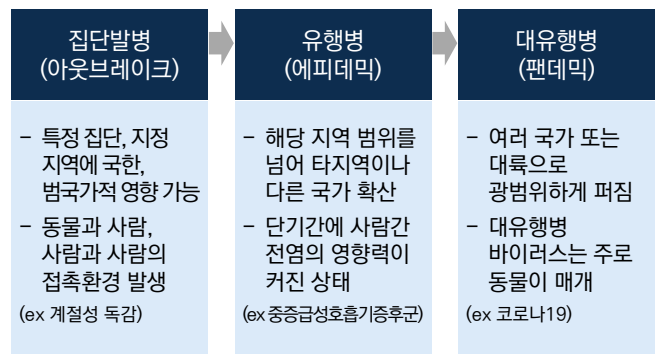 집단발병
(아웃브레이크)
– 특정 집단, 지정
지역에 국한,
범국가적 영향 가능
– 동물과 사람,
사람과 사람의
접촉환경 발생
(ex 계절성 독감)
유행병
(에피데믹)
– 해당 지역 범위를
넘어 타지역이나
다른 국가 확산
– 단기간에 사람간
전염의 영향력이
커진 상태
(ex 중증급성호흡기증후군)
대유행병
(팬데믹)
– 여러 국가 또는
대륙으로
광범위하게 퍼짐
– 대유행병
바이러스는 주로
동물이 매개
(ex 코로나19)